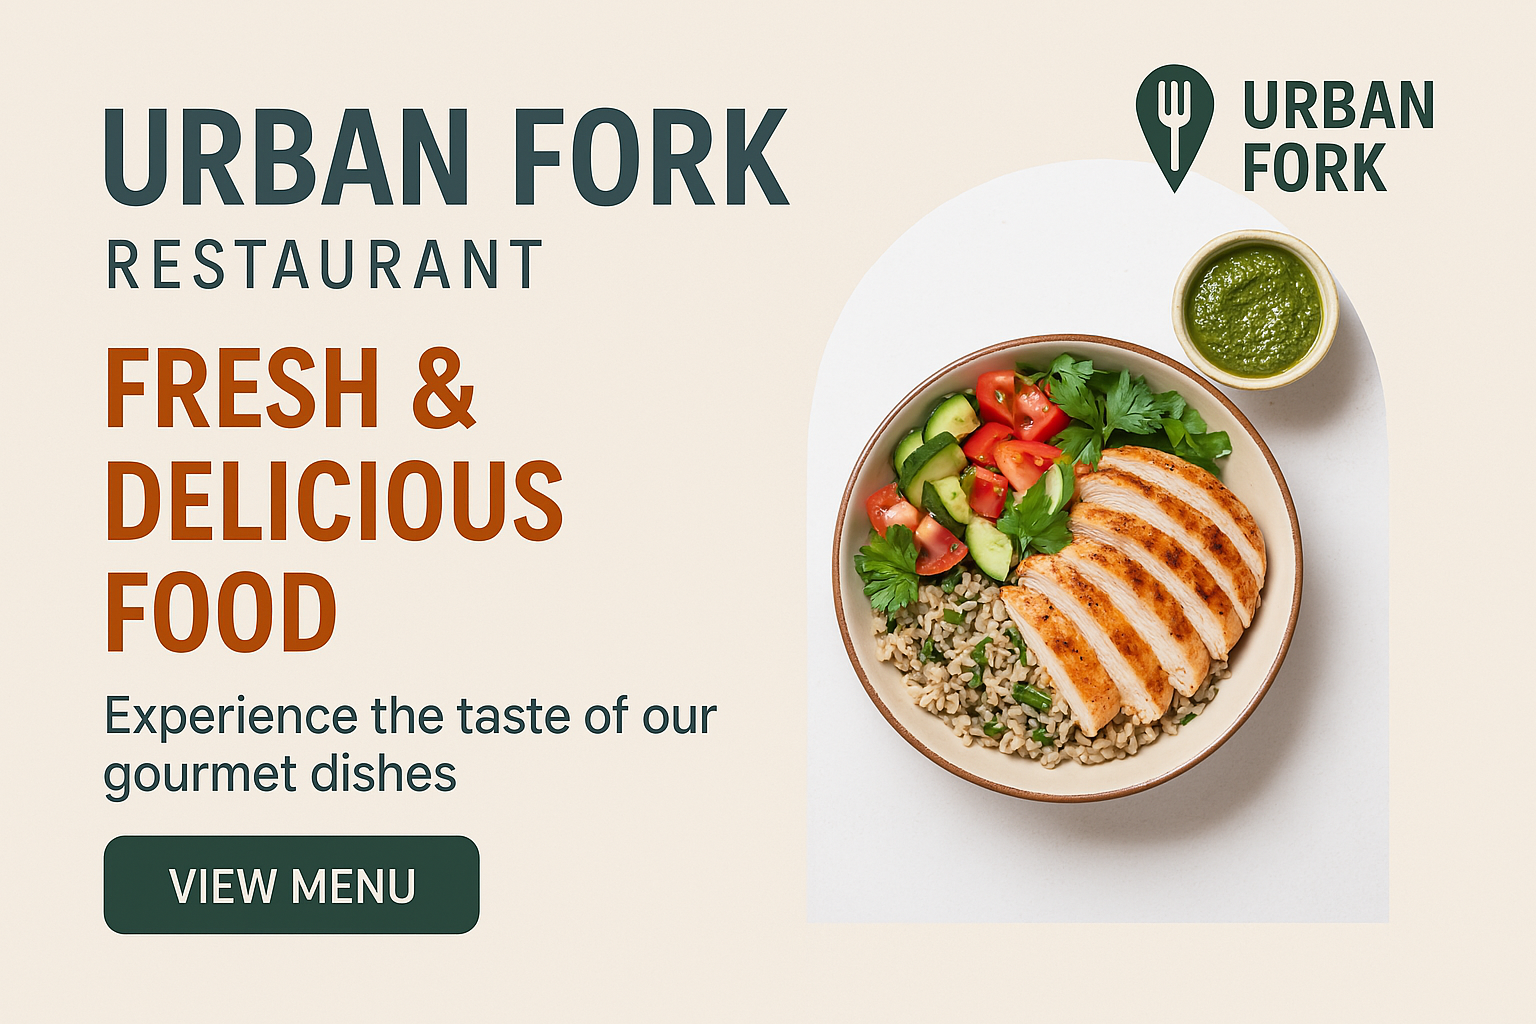 URBAN FORK
RESTAURANT
FRESH &
DELICIOUS
FOOD
Experience the taste of our
gourmet dishes
VIEW MENU
URBAN
FORK